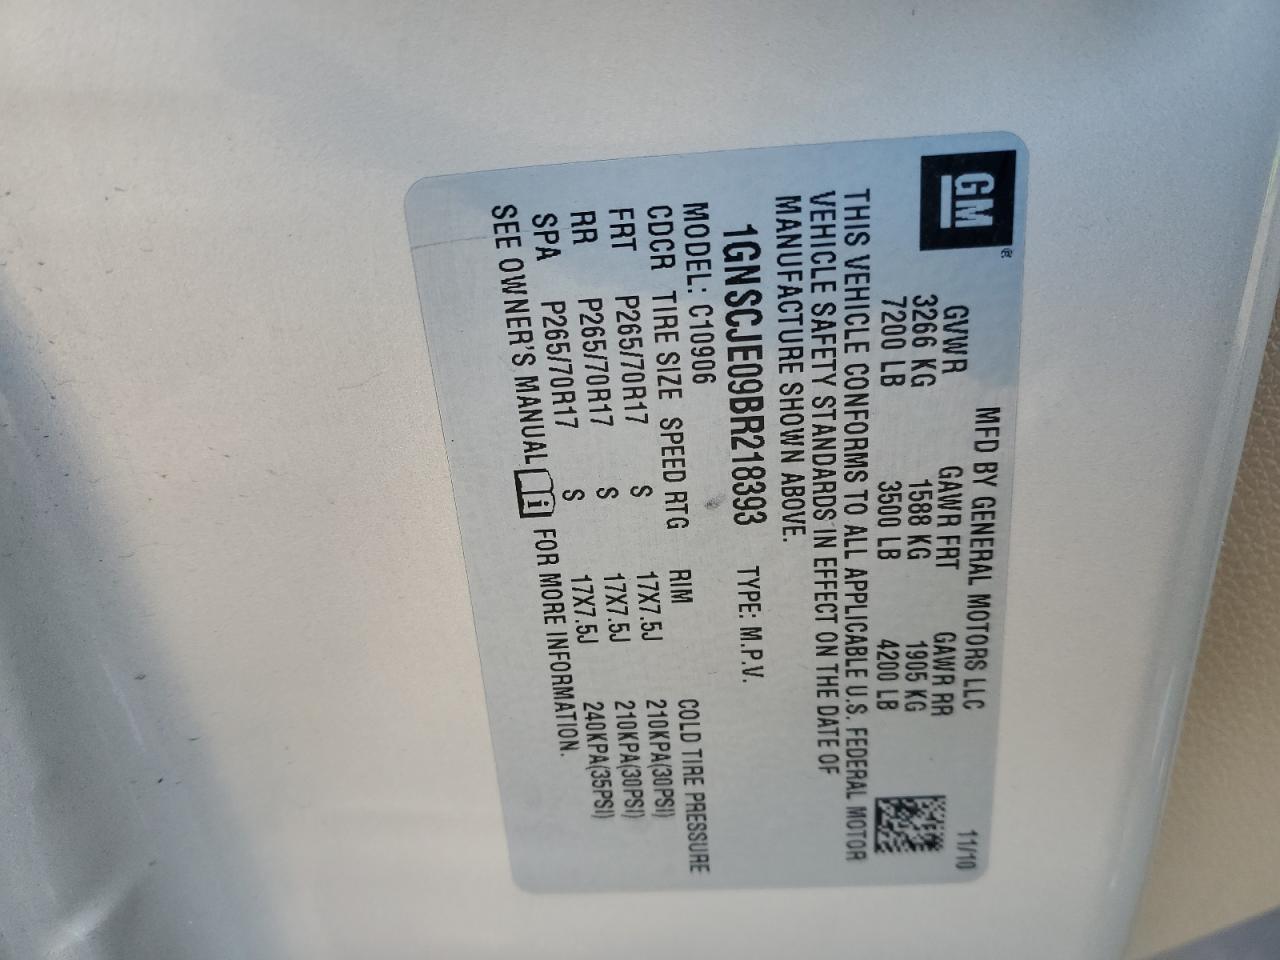 GM®
MFD BY GENERAL MOTORS LLC 11/10
GVWR GAWR FRT GAWR RR
3266 KG 1588 KG 1905 KG
7200 LB 3500 LB 4200 LB
THIS VEHICLE CONFORMS TO ALL APPLICABLE U.S. FEDERAL MOTOR
VEHICLE SAFETY STANDARDS IN EFFECT ON THE DATE OF
MANUFACTURE SHOWN ABOVE.
1GNSCJE09BR218393 TYPE: M.P.V.
MODEL: C10906
CDCR TIRE SIZE SPEED RTG RIM COLD TIRE PRESSURE
FRT P265/70R17 S 17X7.5J 210KPA(30PSI)
RR P265/70R17 S 17X7.5J 210KPA(30PSI)
SPA P265/70R17 S 17X7.5J 240KPA(35PSI)
SEE OWNER'S MANUAL i FOR MORE INFORMATION.